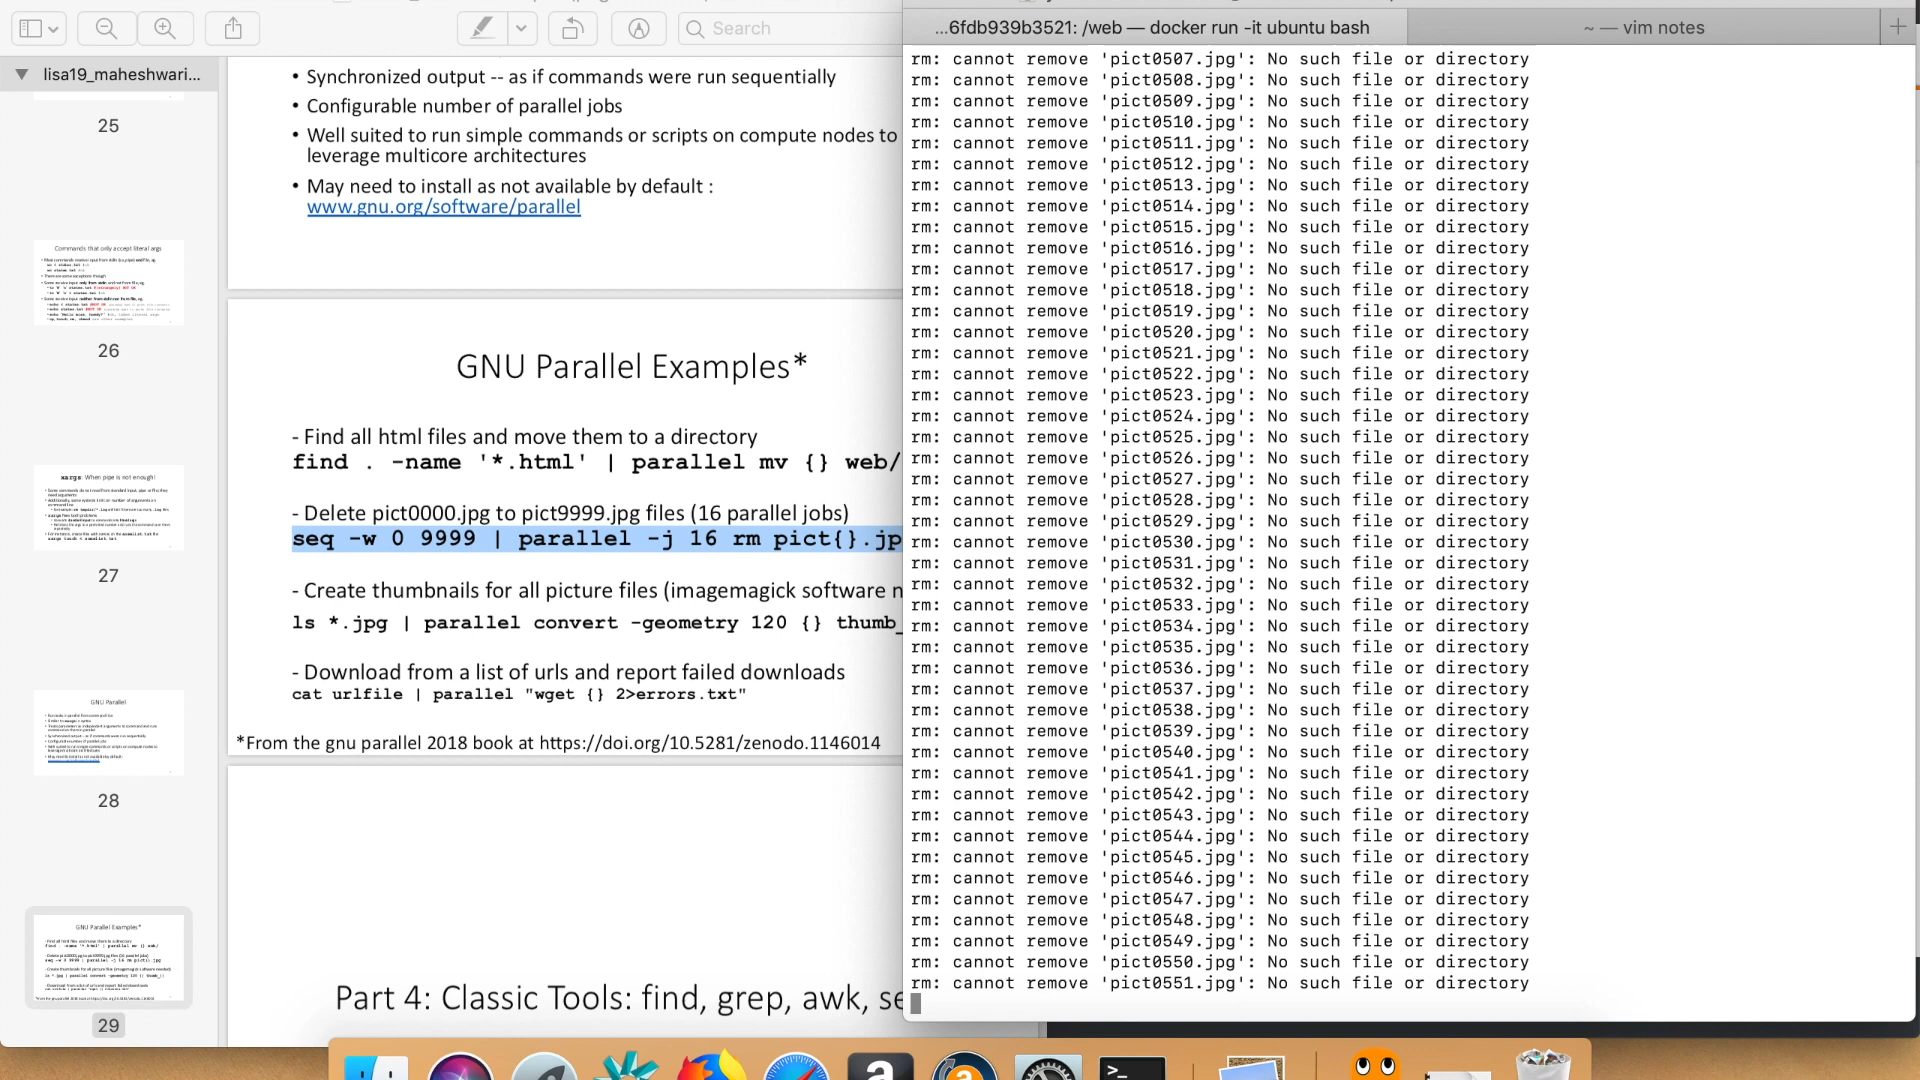 Search
...6fdb939b3521: /web — docker run -it ubuntu bash
~ — vim notes
lisa19_maheshwari...
25
Commands that only accept literal args
26
xargs: When pipe is not enough!
27
GNU Parallel
28
GNU Parallel Examples*
29
• Synchronized output -- as if commands were run sequentially
• Configurable number of parallel jobs
• Well suited to run simple commands or scripts on compute nodes to
leverage multicore architectures
• May need to install as not available by default :
www.gnu.org/software/parallel
GNU Parallel Examples*
- Find all html files and move them to a directory
find . -name '*.html' | parallel mv {} web/
- Delete pict0000.jpg to pict9999.jpg files (16 parallel jobs)
seq -w 0 9999 | parallel -j 16 rm pict{}.jp
- Create thumbnails for all picture files (imagemagick software n
ls *.jpg | parallel convert -geometry 120 {} thumb_
- Download from a list of urls and report failed downloads
cat urlfile | parallel "wget {} 2>errors.txt"
*From the gnu parallel 2018 book at https://doi.org/10.5281/zenodo.1146014
Part 4: Classic Tools: find, grep, awk, se
rm: cannot remove 'pict0507.jpg': No such file or directory
rm: cannot remove 'pict0508.jpg': No such file or directory
rm: cannot remove 'pict0509.jpg': No such file or directory
rm: cannot remove 'pict0510.jpg': No such file or directory
rm: cannot remove 'pict0511.jpg': No such file or directory
rm: cannot remove 'pict0512.jpg': No such file or directory
rm: cannot remove 'pict0513.jpg': No such file or directory
rm: cannot remove 'pict0514.jpg': No such file or directory
rm: cannot remove 'pict0515.jpg': No such file or directory
rm: cannot remove 'pict0516.jpg': No such file or directory
rm: cannot remove 'pict0517.jpg': No such file or directory
rm: cannot remove 'pict0518.jpg': No such file or directory
rm: cannot remove 'pict0519.jpg': No such file or directory
rm: cannot remove 'pict0520.jpg': No such file or directory
rm: cannot remove 'pict0521.jpg': No such file or directory
rm: cannot remove 'pict0522.jpg': No such file or directory
rm: cannot remove 'pict0523.jpg': No such file or directory
rm: cannot remove 'pict0524.jpg': No such file or directory
rm: cannot remove 'pict0525.jpg': No such file or directory
rm: cannot remove 'pict0526.jpg': No such file or directory
rm: cannot remove 'pict0527.jpg': No such file or directory
rm: cannot remove 'pict0528.jpg': No such file or directory
rm: cannot remove 'pict0529.jpg': No such file or directory
rm: cannot remove 'pict0530.jpg': No such file or directory
rm: cannot remove 'pict0531.jpg': No such file or directory
rm: cannot remove 'pict0532.jpg': No such file or directory
rm: cannot remove 'pict0533.jpg': No such file or directory
rm: cannot remove 'pict0534.jpg': No such file or directory
rm: cannot remove 'pict0535.jpg': No such file or directory
rm: cannot remove 'pict0536.jpg': No such file or directory
rm: cannot remove 'pict0537.jpg': No such file or directory
rm: cannot remove 'pict0538.jpg': No such file or directory
rm: cannot remove 'pict0539.jpg': No such file or directory
rm: cannot remove 'pict0540.jpg': No such file or directory
rm: cannot remove 'pict0541.jpg': No such file or directory
rm: cannot remove 'pict0542.jpg': No such file or directory
rm: cannot remove 'pict0543.jpg': No such file or directory
rm: cannot remove 'pict0544.jpg': No such file or directory
rm: cannot remove 'pict0545.jpg': No such file or directory
rm: cannot remove 'pict0546.jpg': No such file or directory
rm: cannot remove 'pict0547.jpg': No such file or directory
rm: cannot remove 'pict0548.jpg': No such file or directory
rm: cannot remove 'pict0549.jpg': No such file or directory
rm: cannot remove 'pict0550.jpg': No such file or directory
rm: cannot remove 'pict0551.jpg': No such file or directory